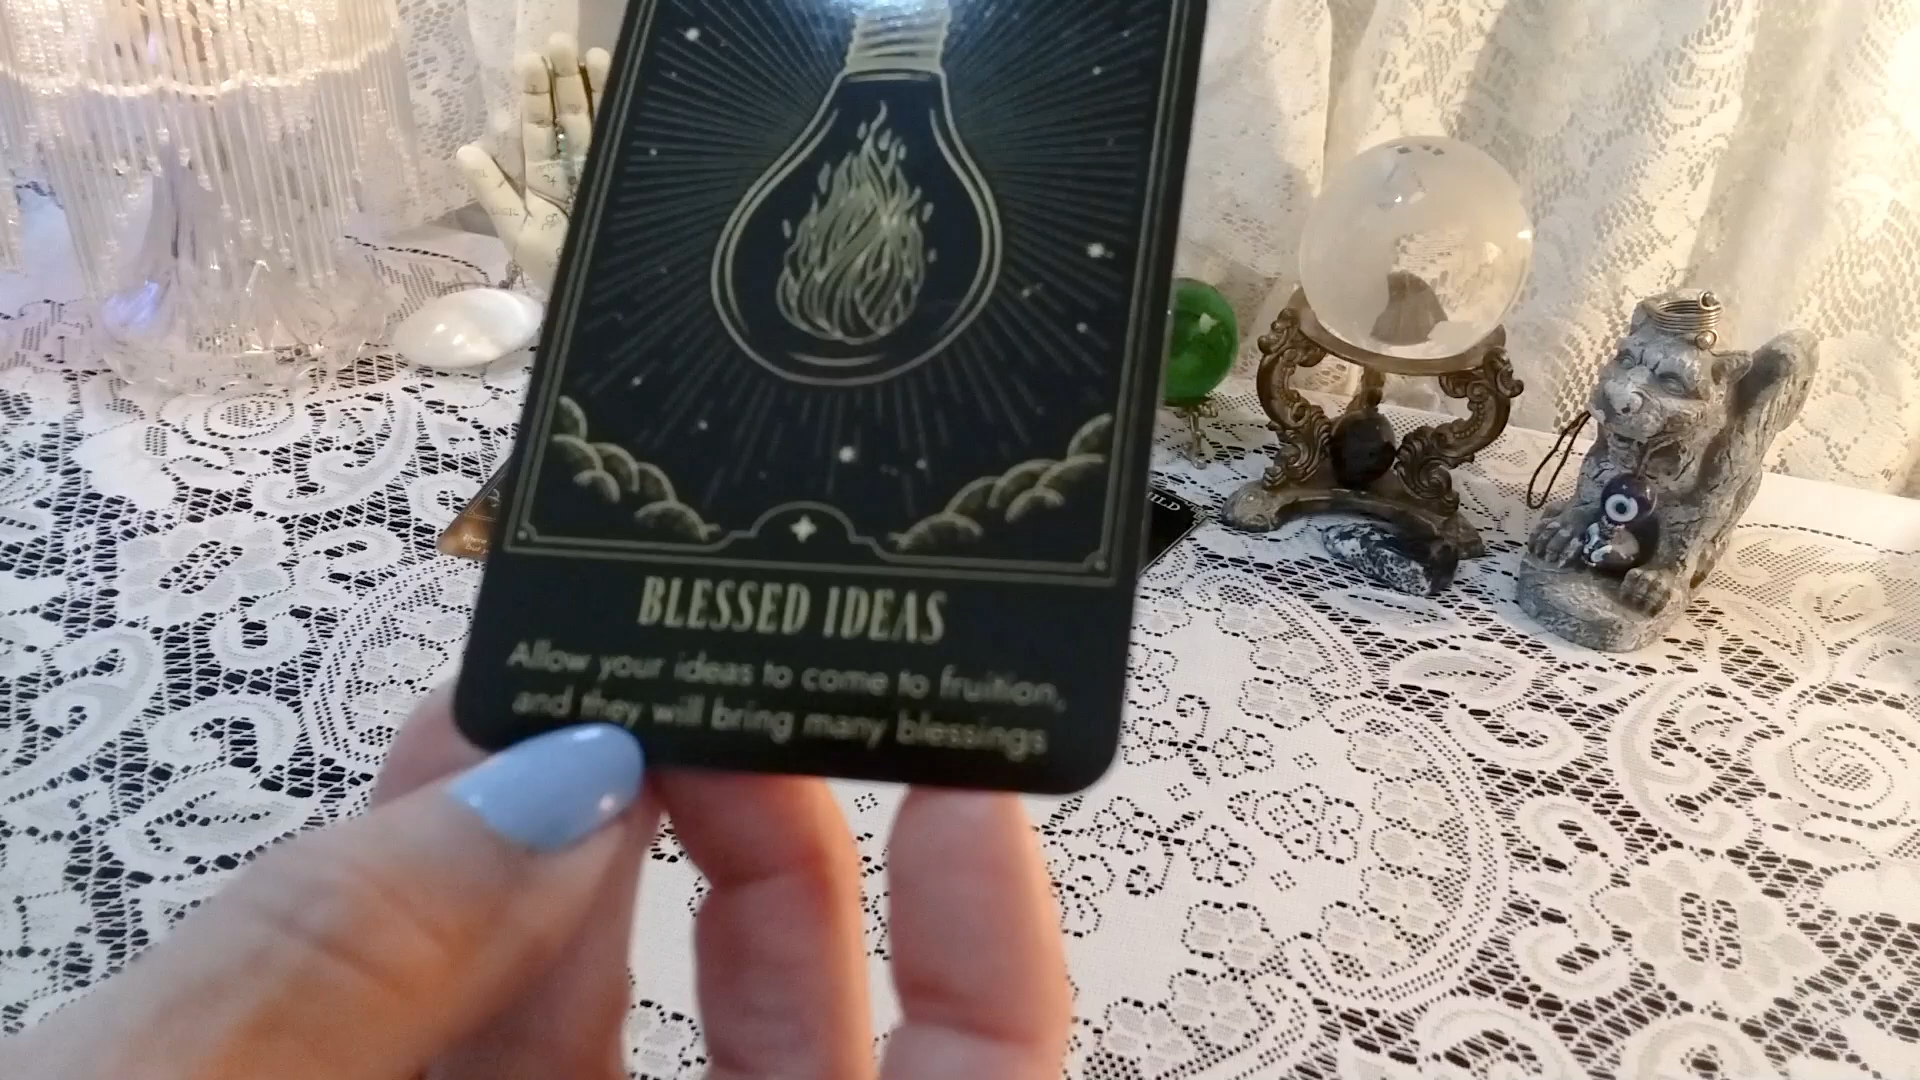 BLESSED IDEAS
Allow your ideas to come to fruition,
and they will bring many blessings